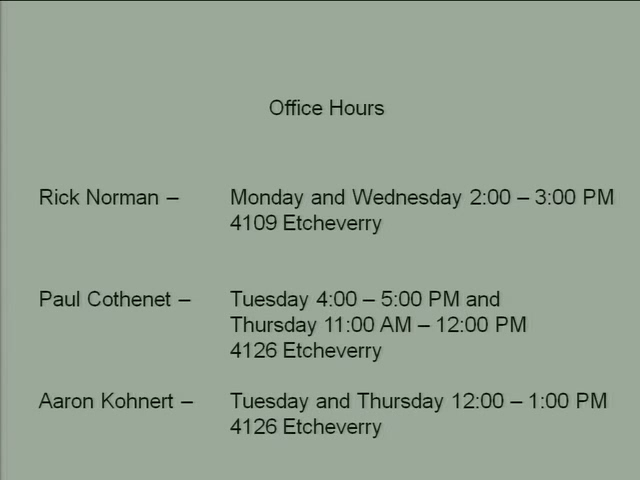 Office Hours
Rick Norman – Monday and Wednesday 2:00 – 3:00 PM
4109 Etcheverry
Paul Cothenet – Tuesday 4:00 – 5:00 PM and
Thursday 11:00 AM – 12:00 PM
4126 Etcheverry
Aaron Kohnert – Tuesday and Thursday 12:00 – 1:00 PM
4126 Etcheverry